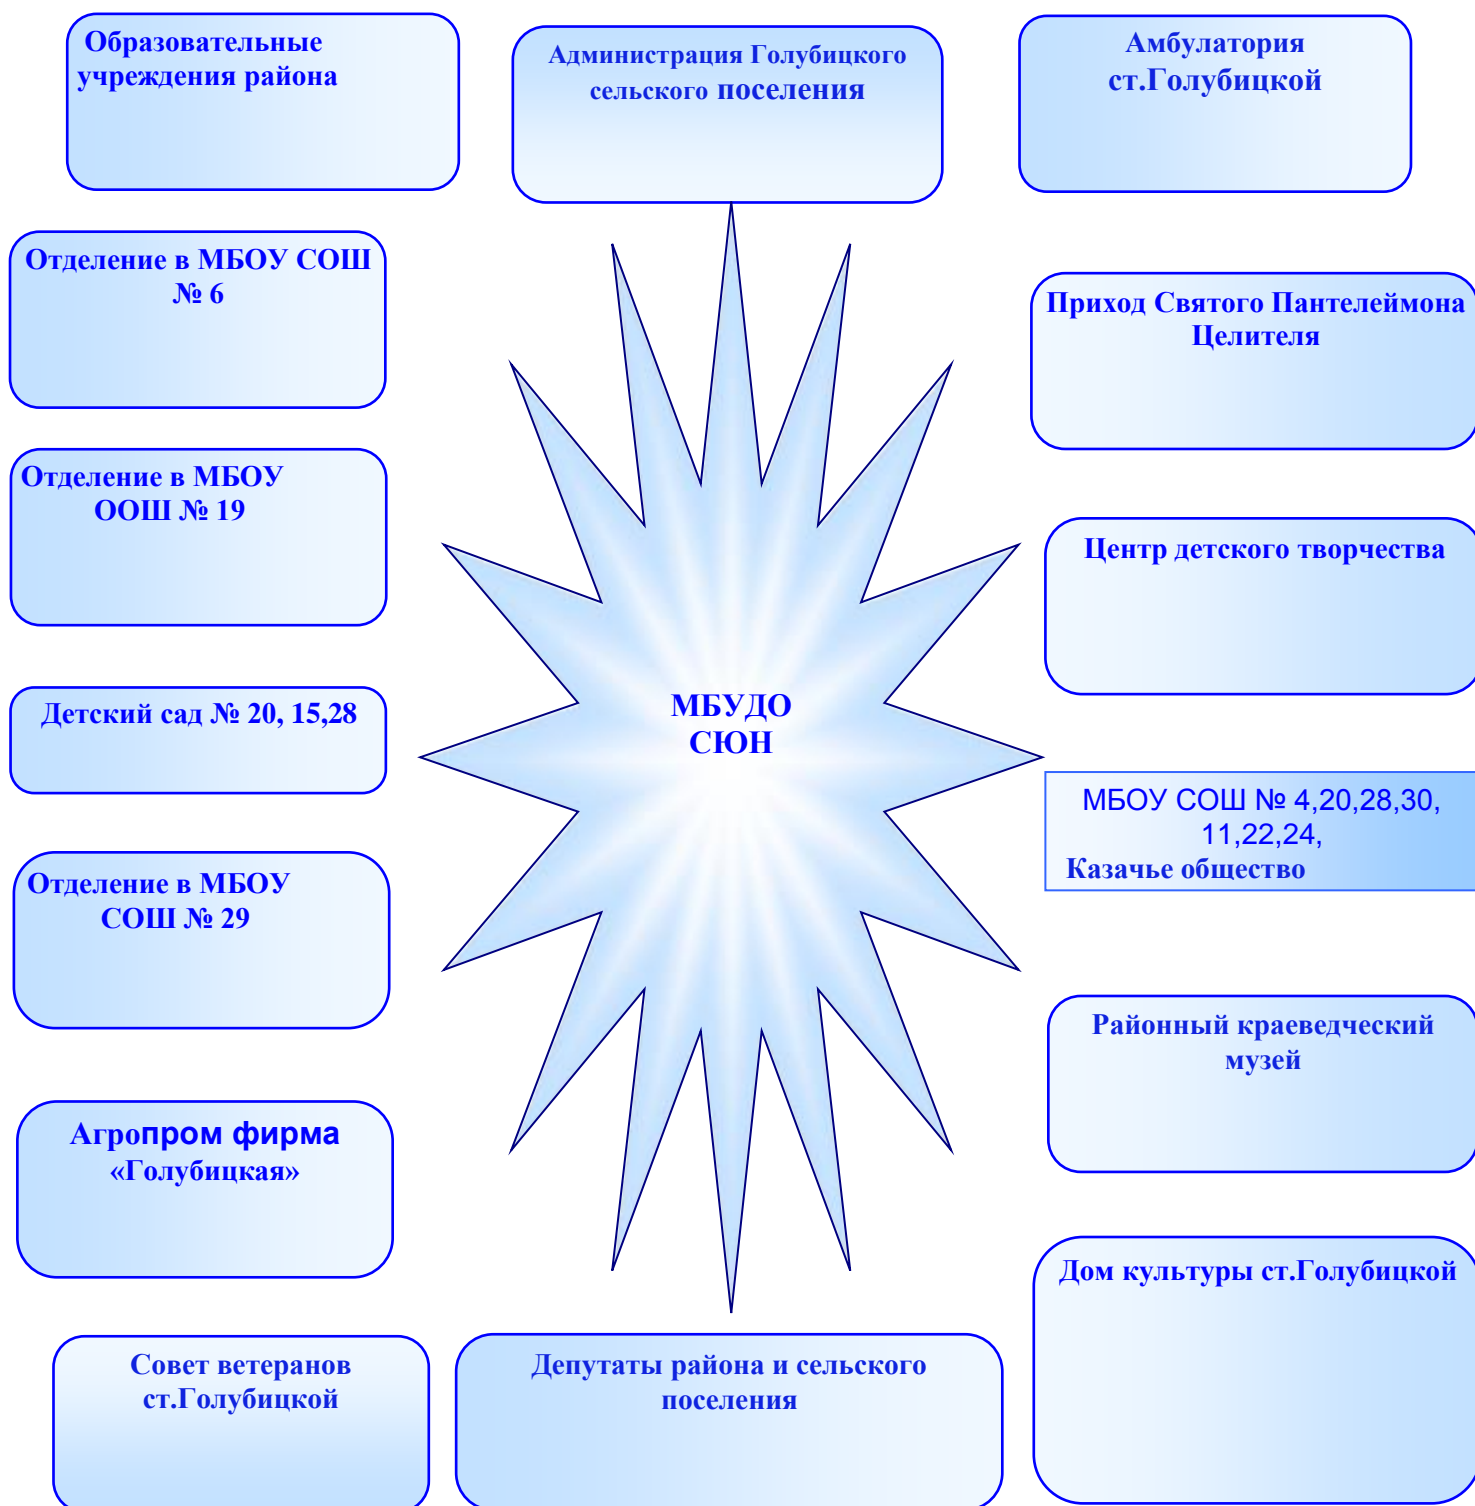 Образовательные
учреждения района
Администрация Голубицкого
сельского поселения
Амбулатория
ст.Голубицкой
Отделение в МБОУ СОШ
№ 6
Приход Святого Пантелеймона
Целителя
Отделение в МБОУ
ООШ № 19
Центр детского творчества
Детский сад № 20, 15,28
МБУДО
СЮН
МБОУ СОШ № 4,20,28,30,
11,22,24,
Казачье общество
Отделение в МБОУ
СОШ № 29
Районный краеведческий
музей
Агропром фирма
«Голубицкая»
Дом культуры ст.Голубицкой
Совет ветеранов
ст.Голубицкой
Депутаты района и сельского
поселения